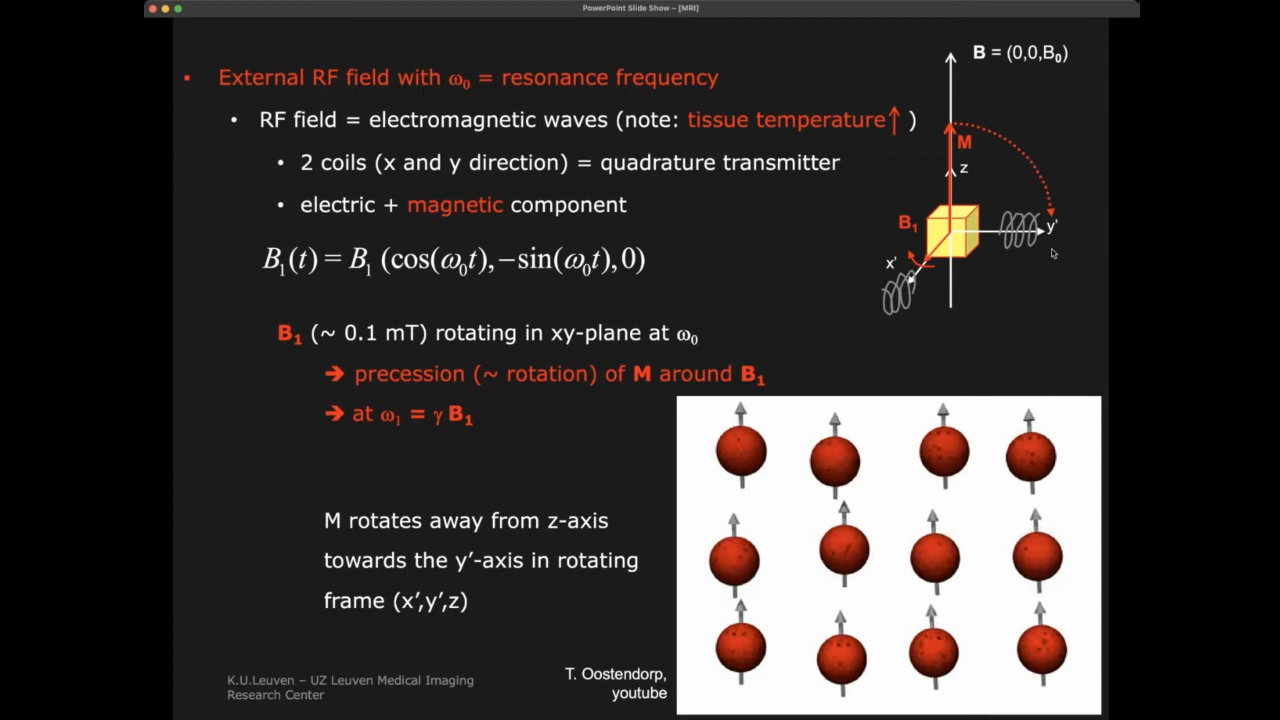 PowerPoint Slide Show – [MRI]
B = (0,0,B₀)
▪ External RF field with ω₀ = resonance frequency
• RF field = electromagnetic waves (note: tissue temperature↑ )
• 2 coils (x and y direction) = quadrature transmitter
• electric + magnetic component
M
z
B₁
y'
x'
B₁(t) = B₁ (cos(ω₀t),−sin(ω₀t),0)
B₁ (~ 0.1 mT) rotating in xy-plane at ω₀
➔ precession (~ rotation) of M around B₁
➔ at ω₁ = γ B₁
M rotates away from z-axis
towards the y’-axis in rotating
frame (x’,y’,z)
K.U.Leuven – UZ Leuven Medical Imaging
Research Center
T. Oostendorp,
youtube